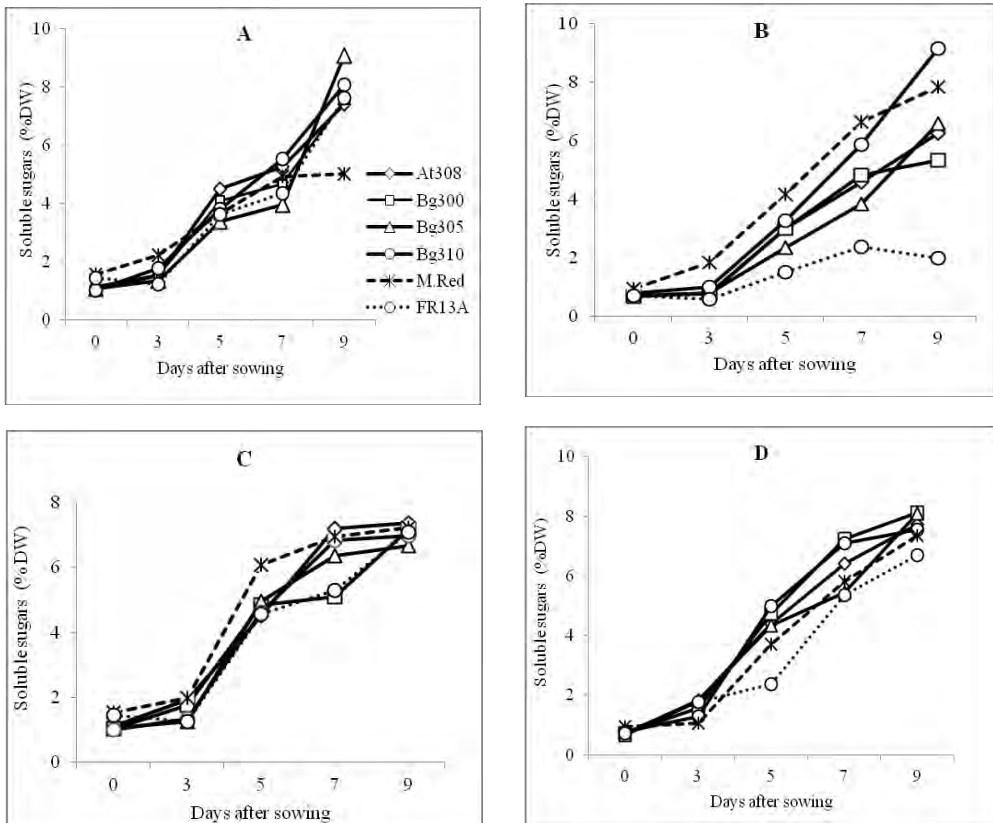 A
Soluble sugars (%DW)
10
8
6
4
2
0
0 3 5 7 9
Days after sowing
At308
Bg300
Bg305
Bg310
M.Red
FR13A
B
Soluble sugars (%DW)
10
8
6
4
2
0
0 3 5 7 9
Days after sowing
C
Soluble sugars (%DW)
8
6
4
2
0
0 3 5 7 9
Days after sowing
D
Soluble sugars (%DW)
10
8
6
4
2
0
0 3 5 7 9
Days after sowing